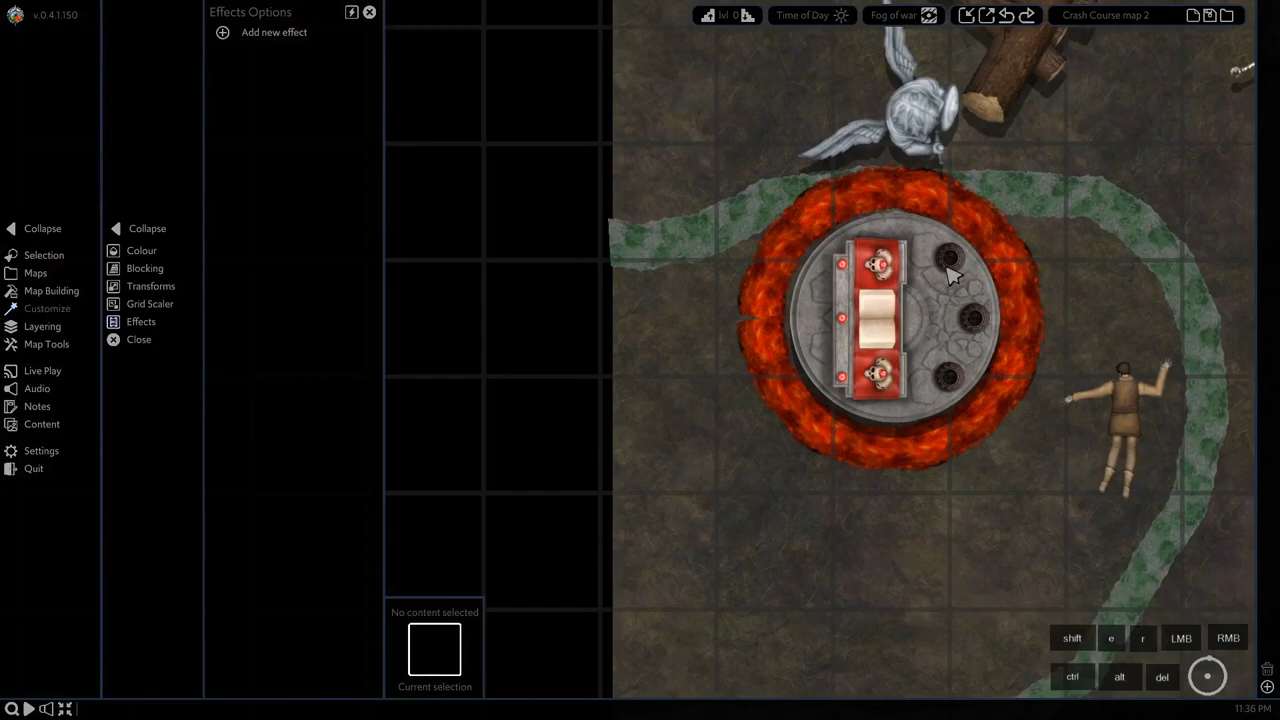 v.0.4.1.150
Effects Options
Add new effect
lvl 0
Time of Day
Fog of war
Crash Course map 2
Collapse
Selection
Maps
Map Building
Customize
Layering
Map Tools
Live Play
Audio
Notes
Content
Settings
Quit
Collapse
Colour
Blocking
Transforms
Grid Scaler
Effects
Close
No content selected
Current selection
shift e r LMB RMB
ctrl alt del
11:36 PM